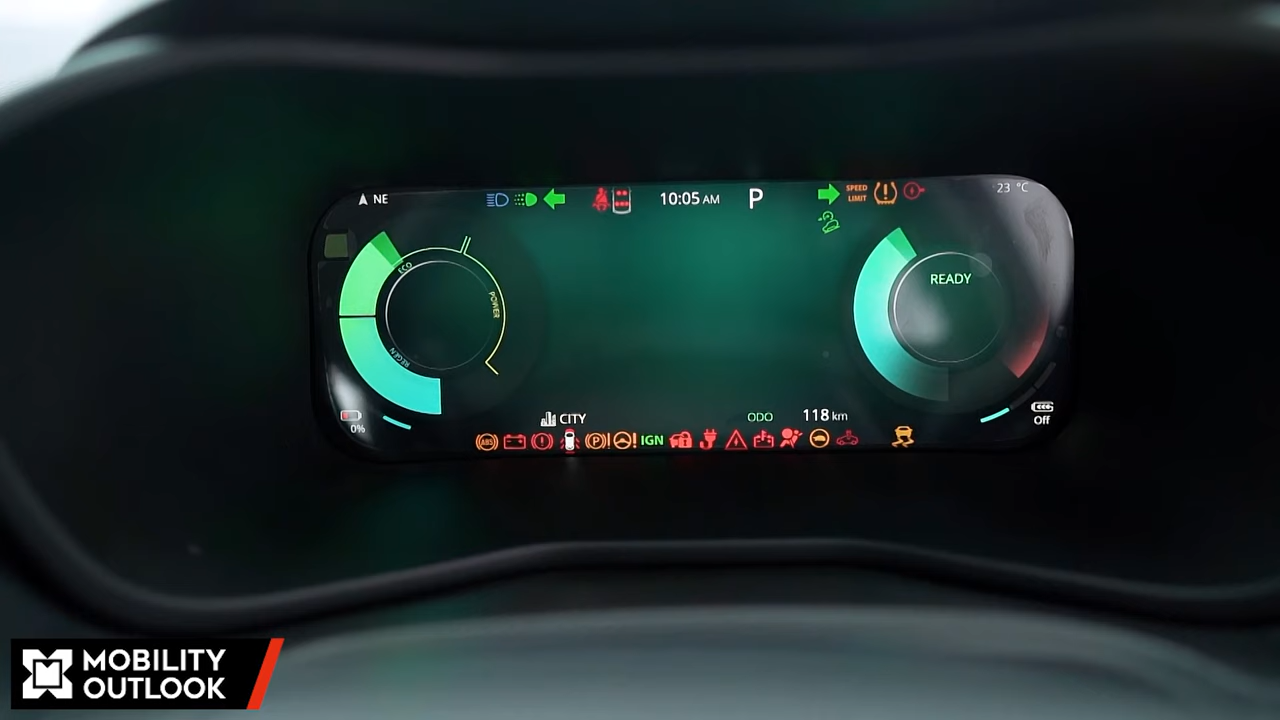 NE
10:05 AM
P
SPEED
LIMIT
23 °C
ECO
POWER
REGEN
READY
0%
CITY
ODO
118 km
Off
ABS
P
IGN
MOBILITY
OUTLOOK